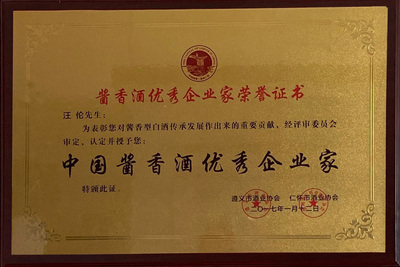 酱香酒优秀企业家荣誉证书
汪伦先生：
为表彰您对酱香型白酒传承发展作出来的重要贡献、经评审委员会
审定、认定并授予您：
中国酱香酒优秀企业家
特颁此证。
遵义市酒业协会 仁怀市酒业协会
二〇一七年一月十二日